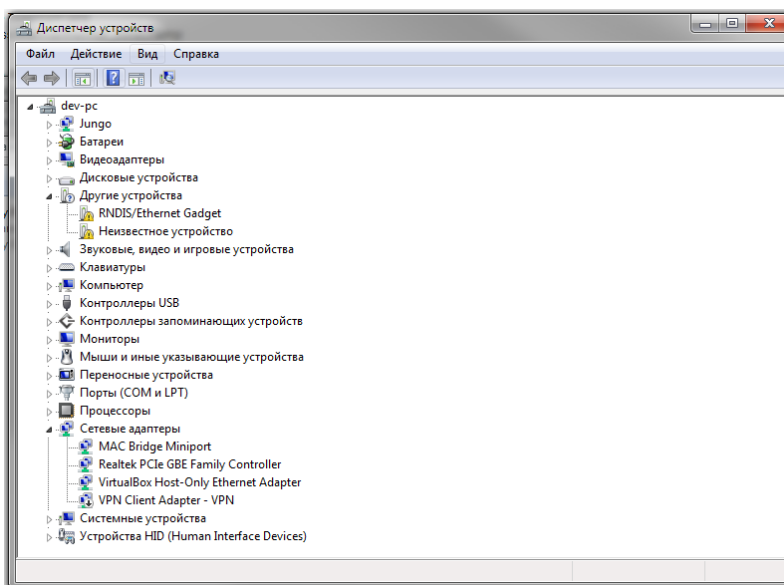 Диспетчер устройств
Файл Действие Вид Справка
dev-pc
Jungo
Батареи
Видеоадаптеры
Дисковые устройства
Другие устройства
RNDIS/Ethernet Gadget
Неизвестное устройство
Звуковые, видео и игровые устройства
Клавиатуры
Компьютер
Контроллеры USB
Контроллеры запоминающих устройств
Мониторы
Мыши и иные указывающие устройства
Переносные устройства
Порты (COM и LPT)
Процессоры
Сетевые адаптеры
MAC Bridge Miniport
Realtek PCIe GBE Family Controller
VirtualBox Host-Only Ethernet Adapter
VPN Client Adapter - VPN
Системные устройства
Устройства HID (Human Interface Devices)